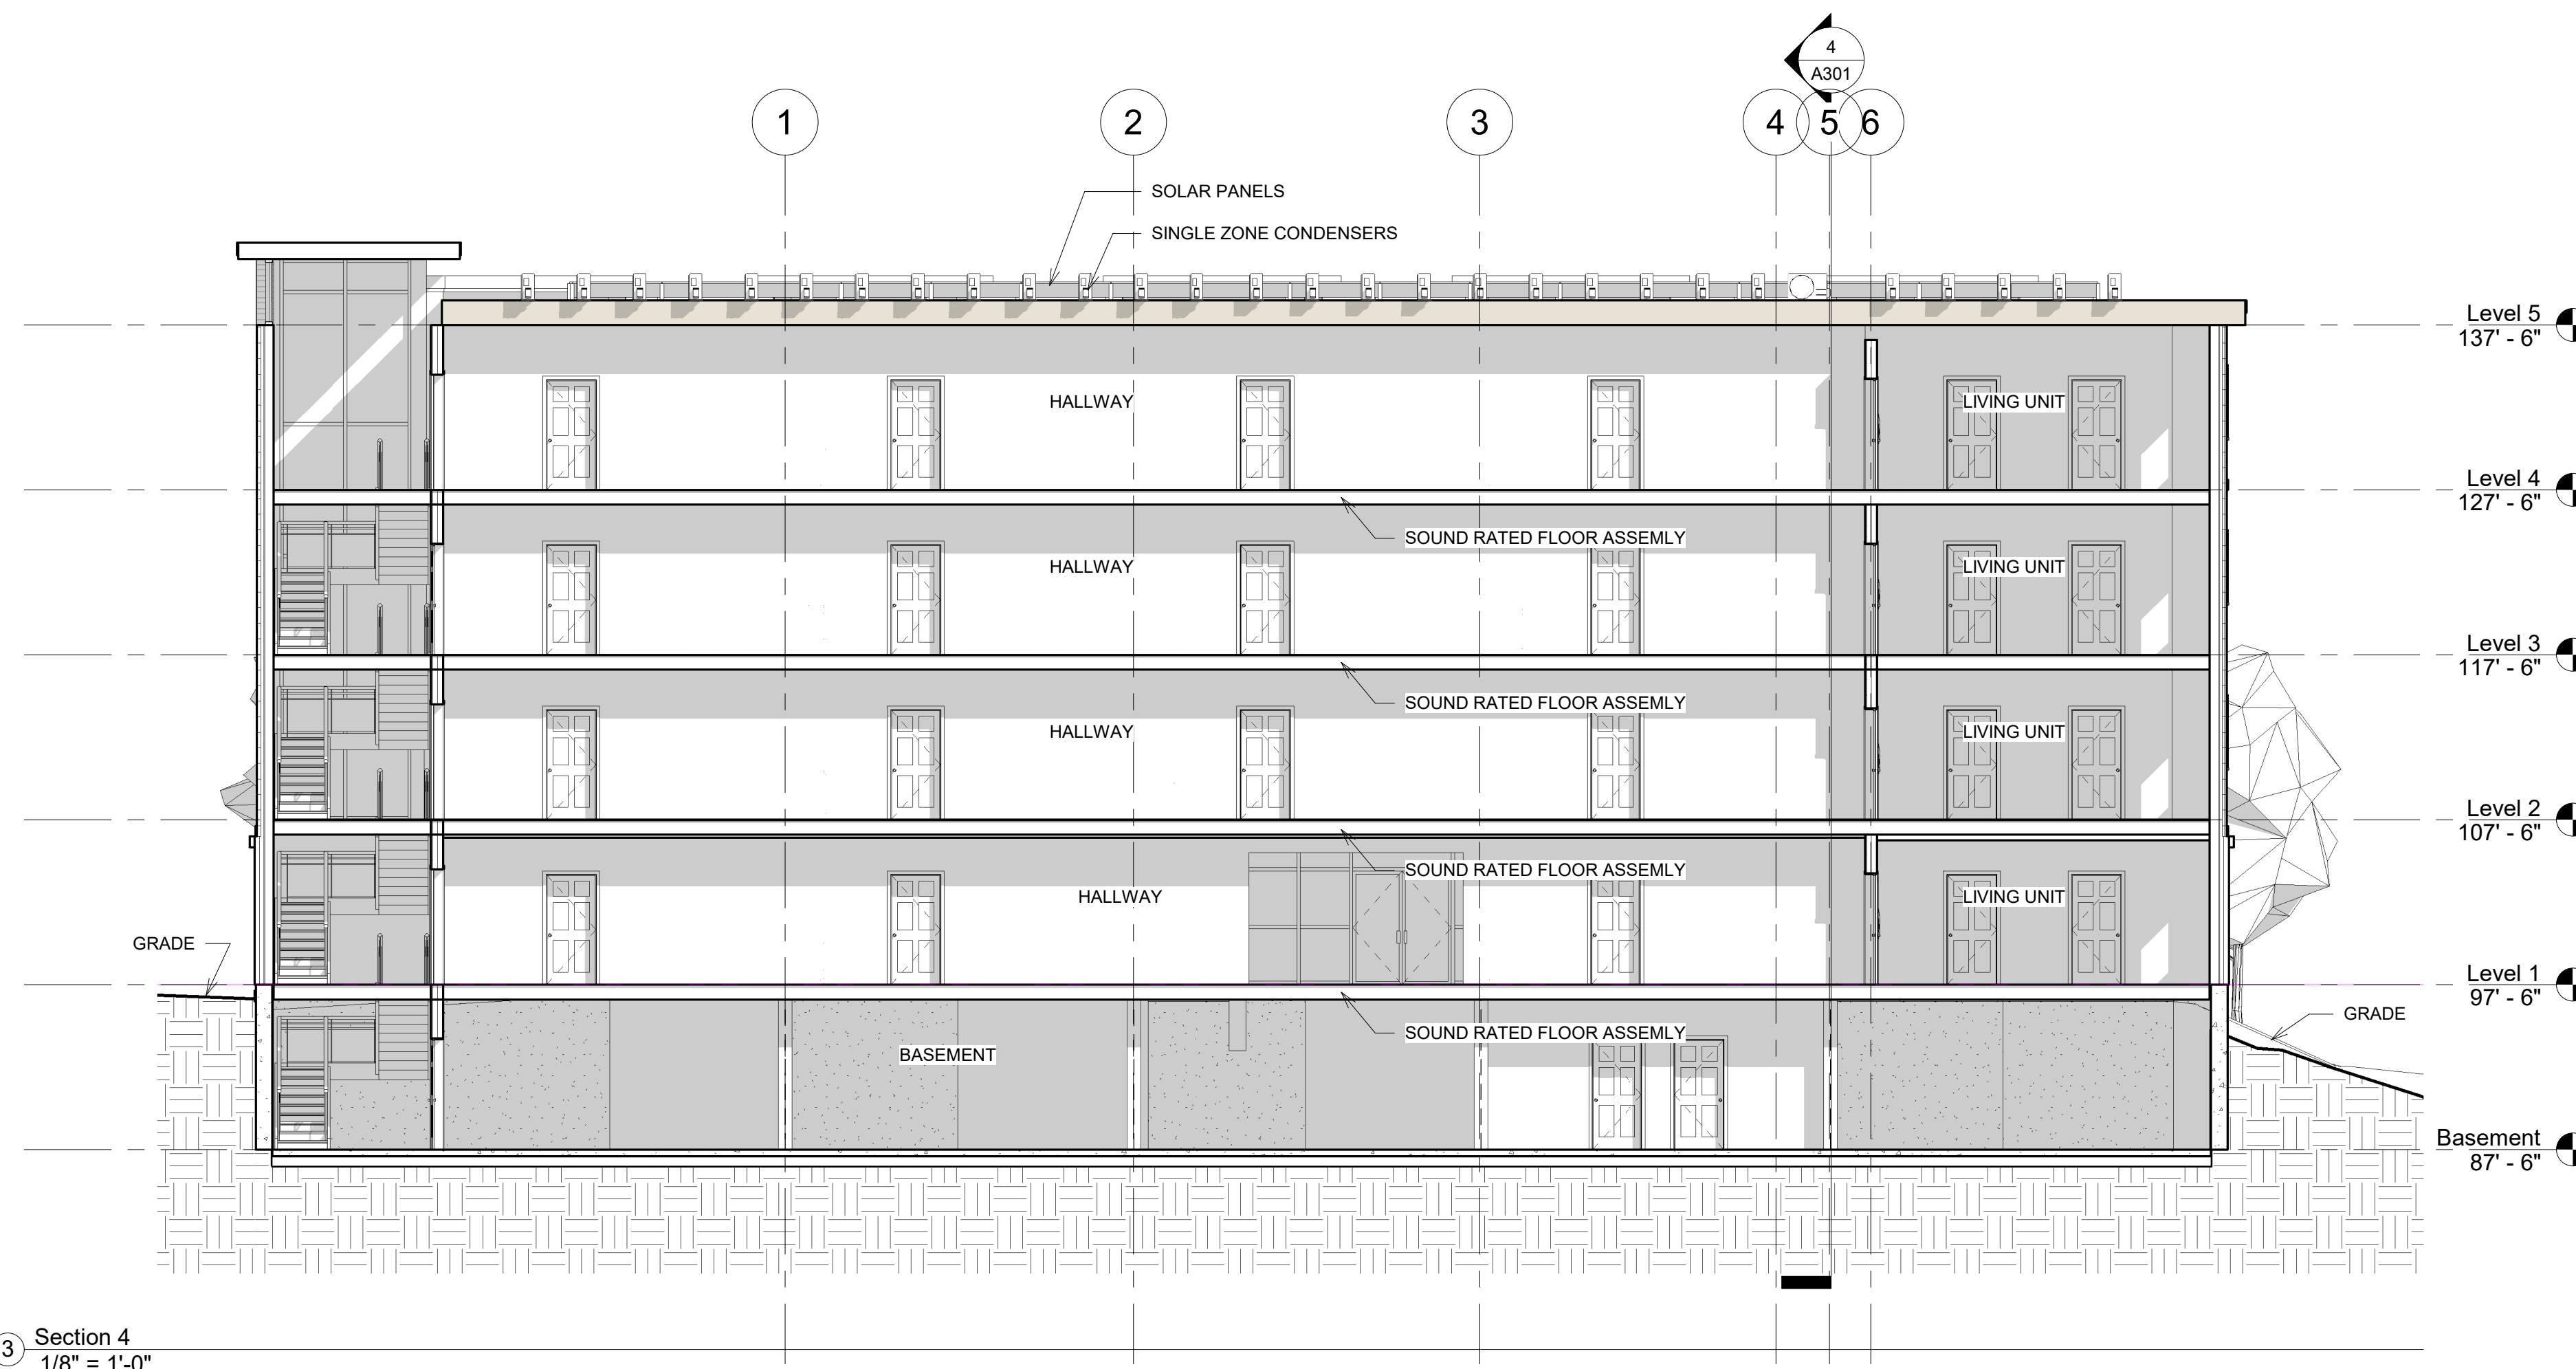 4
A301
1
2
3
4
5
6
SOLAR PANELS
SINGLE ZONE CONDENSERS
Level 5
137' - 6"
HALLWAY
LIVING UNIT
Level 4
127' - 6"
SOUND RATED FLOOR ASSEMLY
HALLWAY
LIVING UNIT
Level 3
117' - 6"
SOUND RATED FLOOR ASSEMLY
HALLWAY
LIVING UNIT
Level 2
107' - 6"
SOUND RATED FLOOR ASSEMLY
HALLWAY
LIVING UNIT
GRADE
Level 1
97' - 6"
GRADE
SOUND RATED FLOOR ASSEMLY
BASEMENT
Basement
87' - 6"
3
Section 4
1/8" = 1'-0"